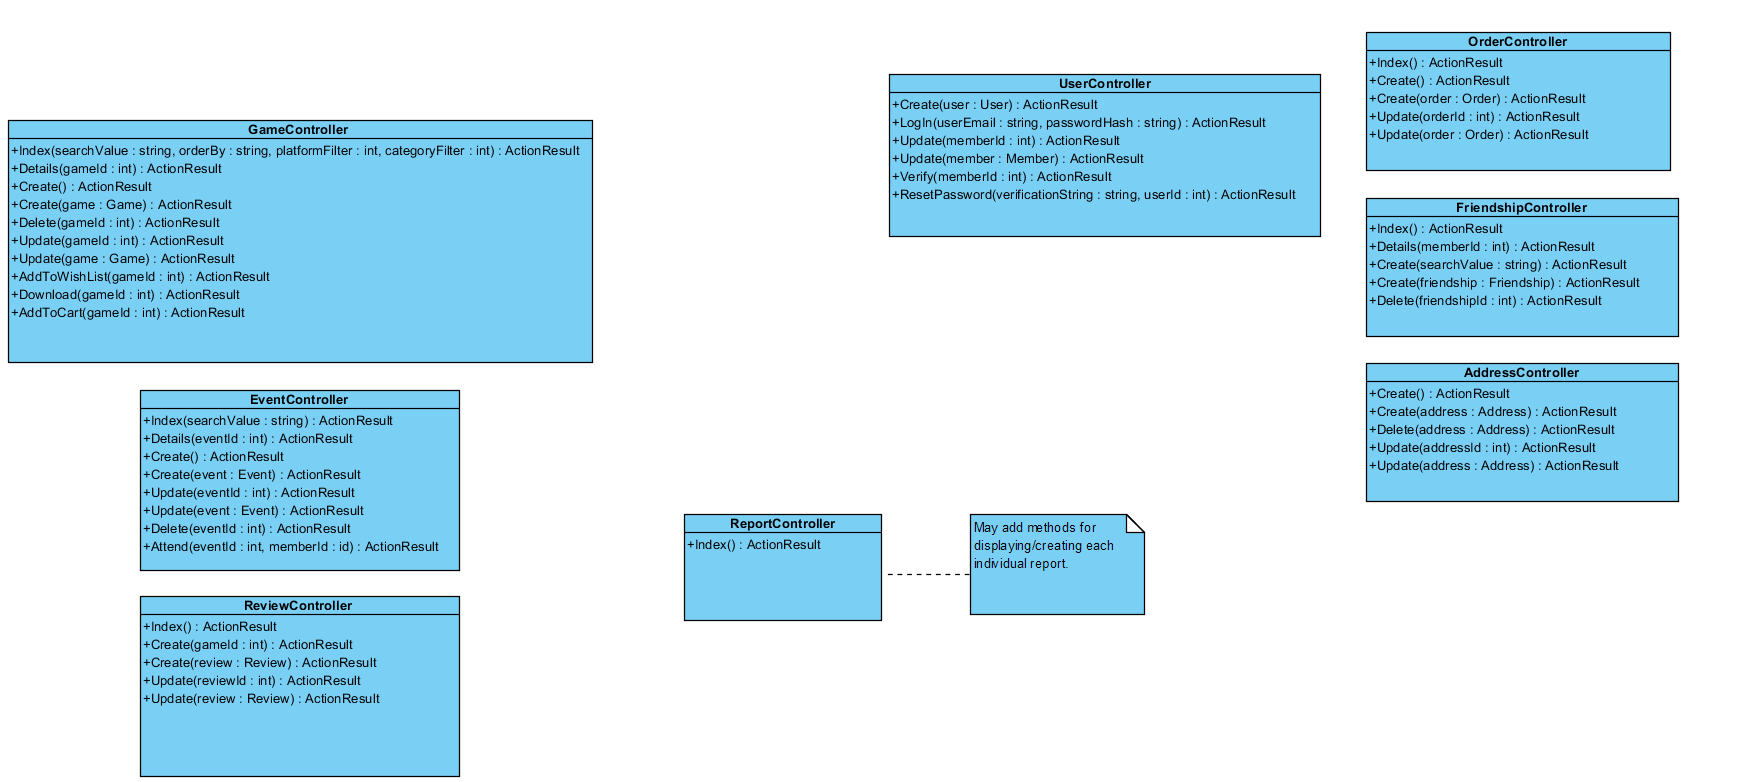 GameController
+Index(searchValue : string, orderBy : string, platformFilter : int, categoryFilter : int) : ActionResult
+Details(gameId : int) : ActionResult
+Create() : ActionResult
+Create(game : Game) : ActionResult
+Delete(gameId : int) : ActionResult
+Update(gameId : int) : ActionResult
+Update(game : Game) : ActionResult
+AddToWishList(gameId : int) : ActionResult
+Download(gameId : int) : ActionResult
+AddToCart(gameId : int) : ActionResult
EventController
+Index(searchValue : string) : ActionResult
+Details(eventId : int) : ActionResult
+Create() : ActionResult
+Create(event : Event) : ActionResult
+Update(eventId : int) : ActionResult
+Update(event : Event) : ActionResult
+Delete(eventId : int) : ActionResult
+Attend(eventId : int, memberId : id) : ActionResult
ReviewController
+Index() : ActionResult
+Create(gameId : int) : ActionResult
+Create(review : Review) : ActionResult
+Update(reviewId : int) : ActionResult
+Update(review : Review) : ActionResult
UserController
+Create(user : User) : ActionResult
+LogIn(userEmail : string, passwordHash : string) : ActionResult
+Update(memberId : int) : ActionResult
+Update(member : Member) : ActionResult
+Verify(memberId : int) : ActionResult
+ResetPassword(verificationString : string, userId : int) : ActionResult
ReportController
+Index() : ActionResult
May add methods for
displaying/creating each
individual report.
OrderController
+Index() : ActionResult
+Create() : ActionResult
+Create(order : Order) : ActionResult
+Update(orderId : int) : ActionResult
+Update(order : Order) : ActionResult
FriendshipController
+Index() : ActionResult
+Details(memberId : int) : ActionResult
+Create(searchValue : string) : ActionResult
+Create(friendship : Friendship) : ActionResult
+Delete(friendshipId : int) : ActionResult
AddressController
+Create() : ActionResult
+Create(address : Address) : ActionResult
+Delete(address : Address) : ActionResult
+Update(addressId : int) : ActionResult
+Update(address : Address) : ActionResult